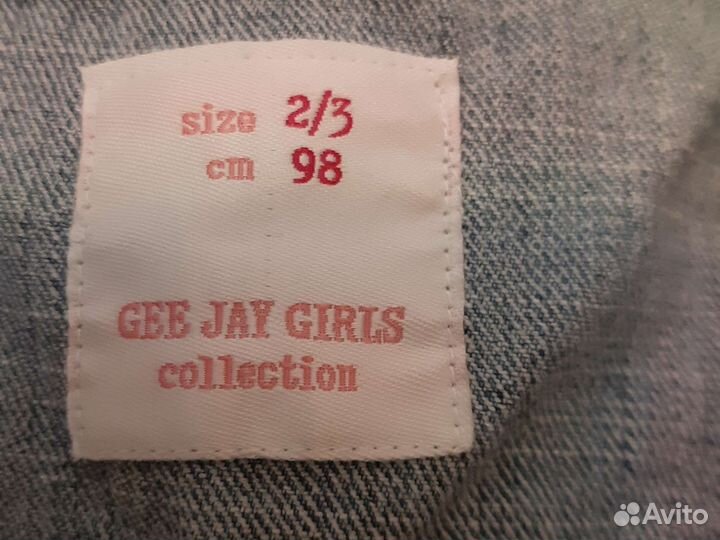 size 2/3
cm 98
GEE JAY GIRLS
collection
Avito